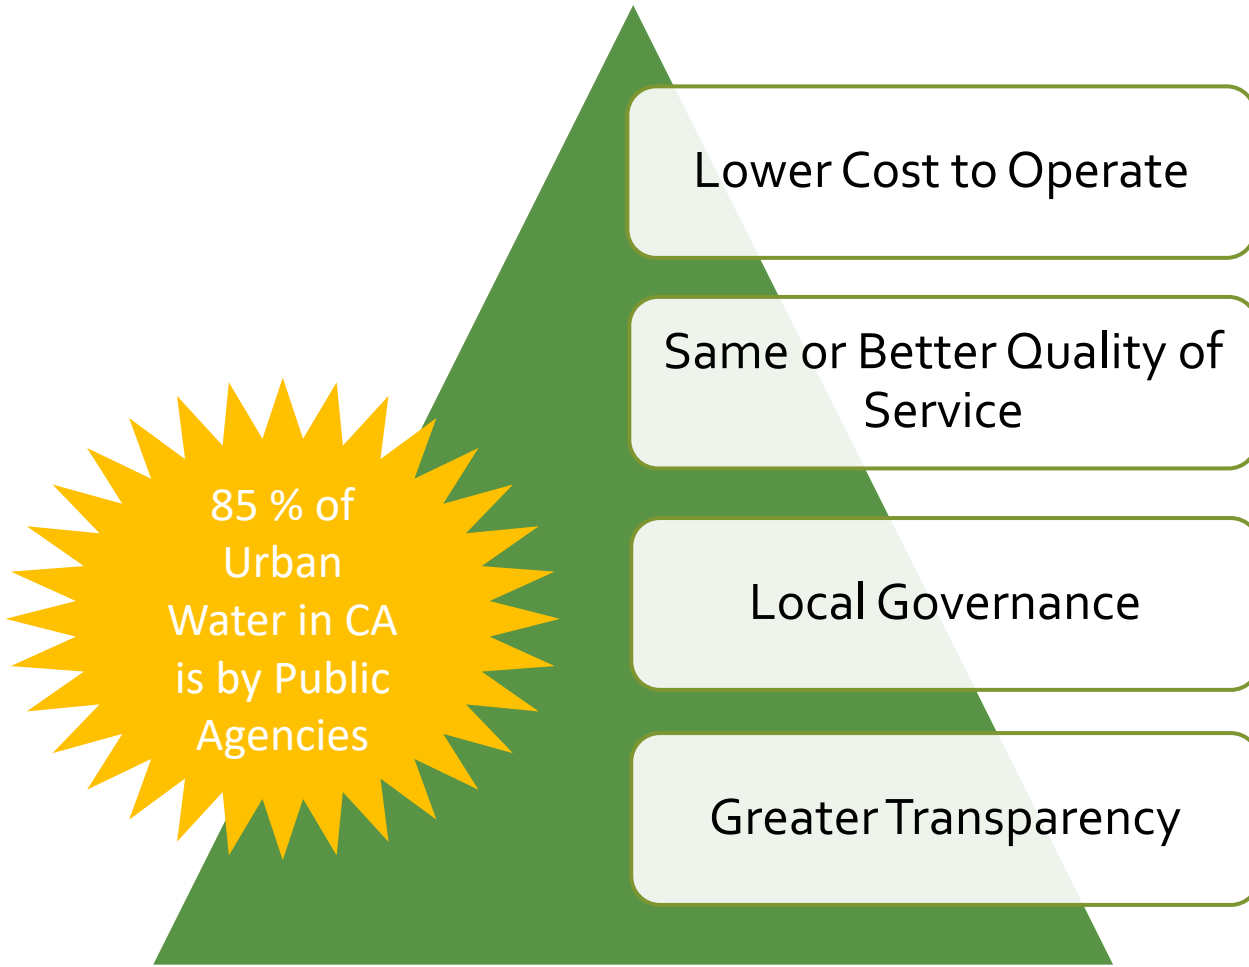 Lower Cost to Operate
Same or Better Quality of
Service
85 % of
Urban
Water in CA
is by Public
Agencies
Local Governance
Greater Transparency